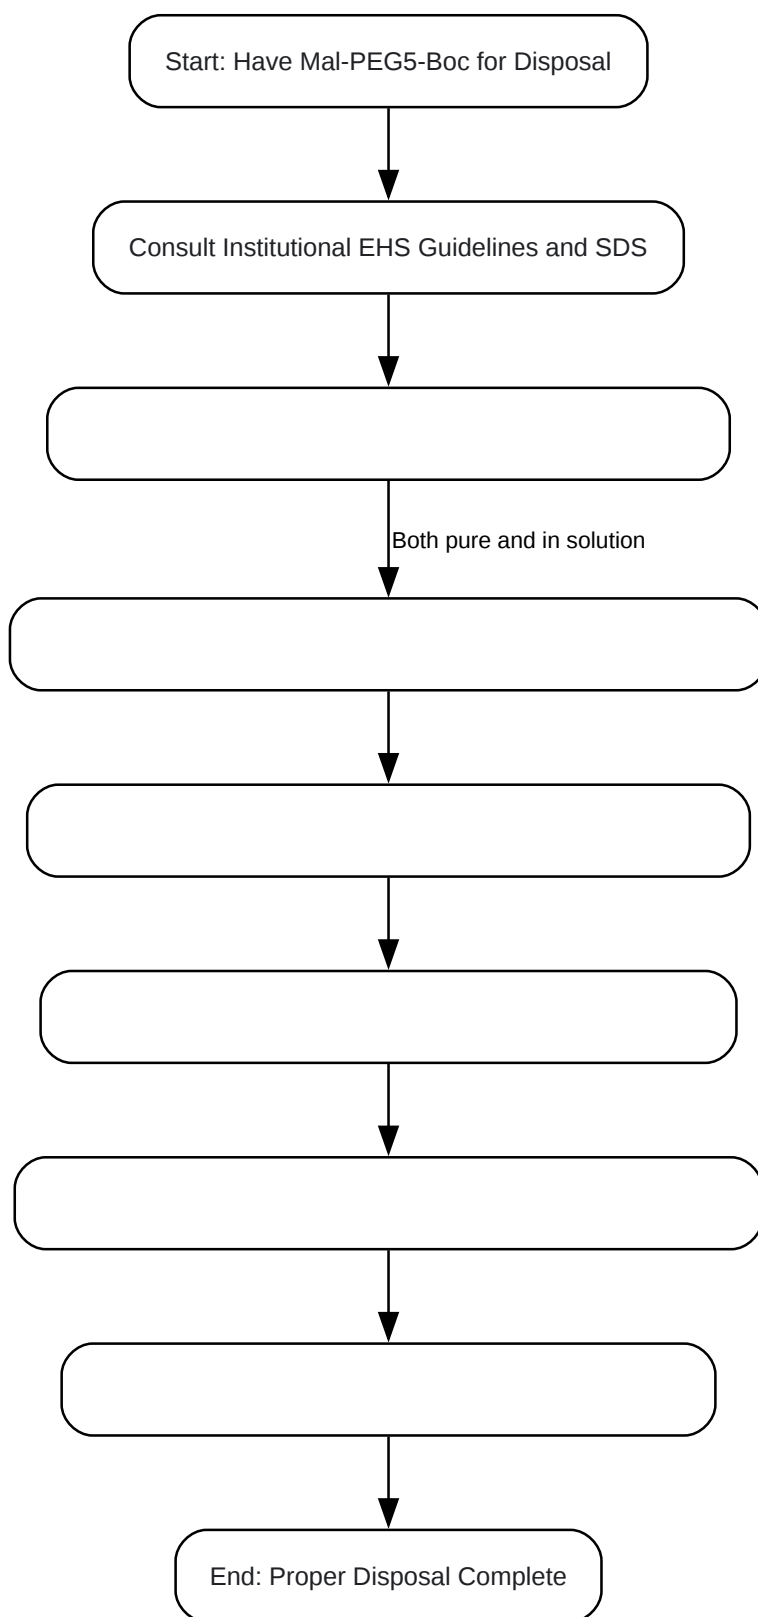 Start: Have Mal-PEG5-Boc for Disposal
Consult Institutional EHS Guidelines and SDS
Both pure and in solution
End: Proper Disposal Complete